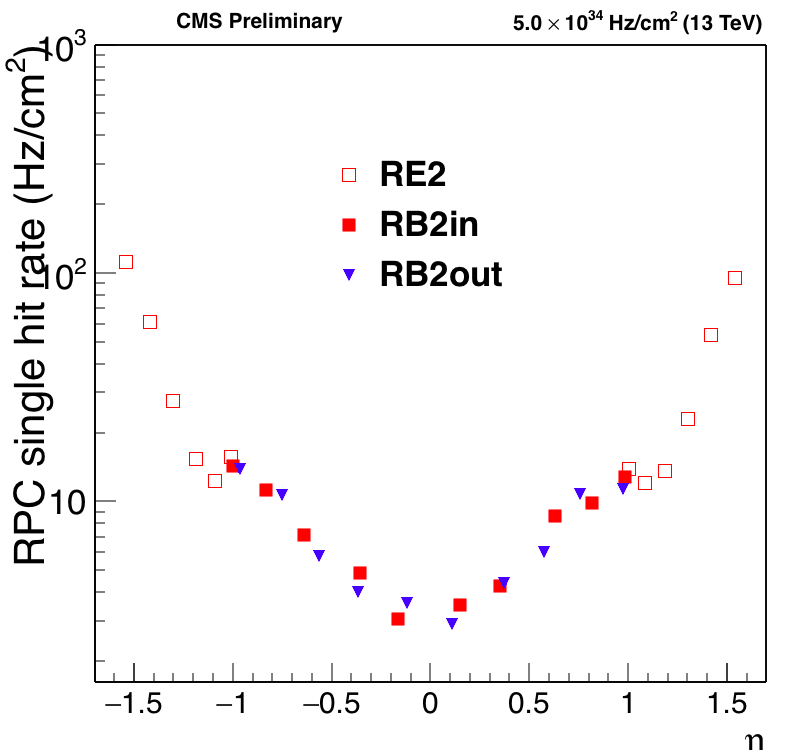 CMS Preliminary 5.0 × 10³⁴ Hz/cm² (13 TeV)
RPC single hit rate (Hz/cm²)
10³
10²
10
RE2
RB2in
RB2out
−1.5 −1 −0.5 0 0.5 1 1.5
η